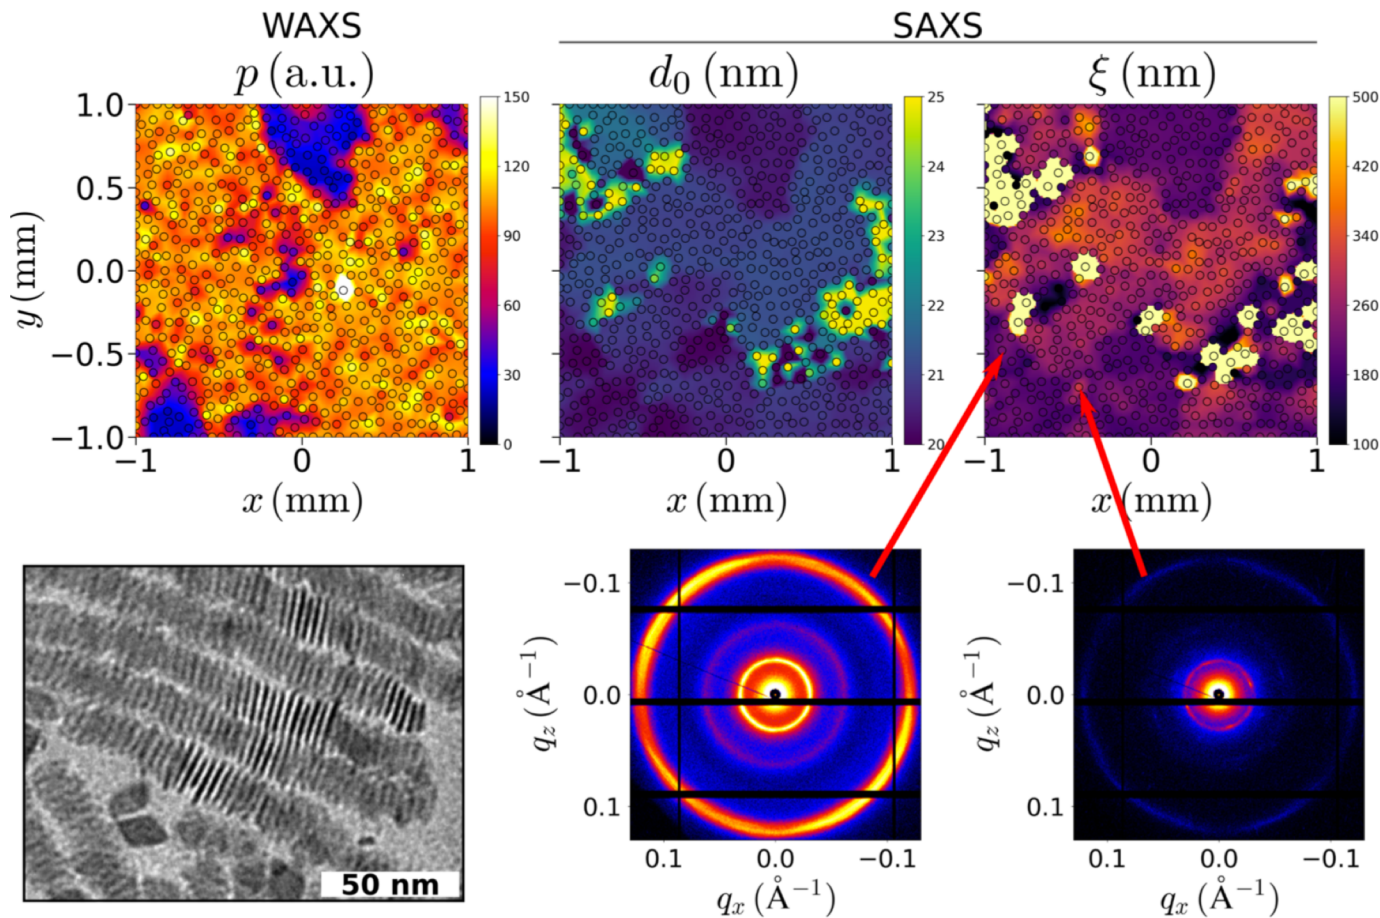 WAXS
SAXS
p (a.u.)
d₀ (nm)
ξ (nm)
1.0
0.5
0.0
−0.5
−1.0
y (mm)
−1 0 1
x (mm)
150
120
90
60
30
0
−1 0 1
x (mm)
25
24
23
22
21
20
−1 0 1
x (mm)
500
420
340
260
180
100
50 nm
−0.1
0.0
0.1
q_z (Å⁻¹)
0.1 0.0 −0.1
qₓ (Å⁻¹)
−0.1
0.0
0.1
q_z (Å⁻¹)
0.1 0.0 −0.1
qₓ (Å⁻¹)